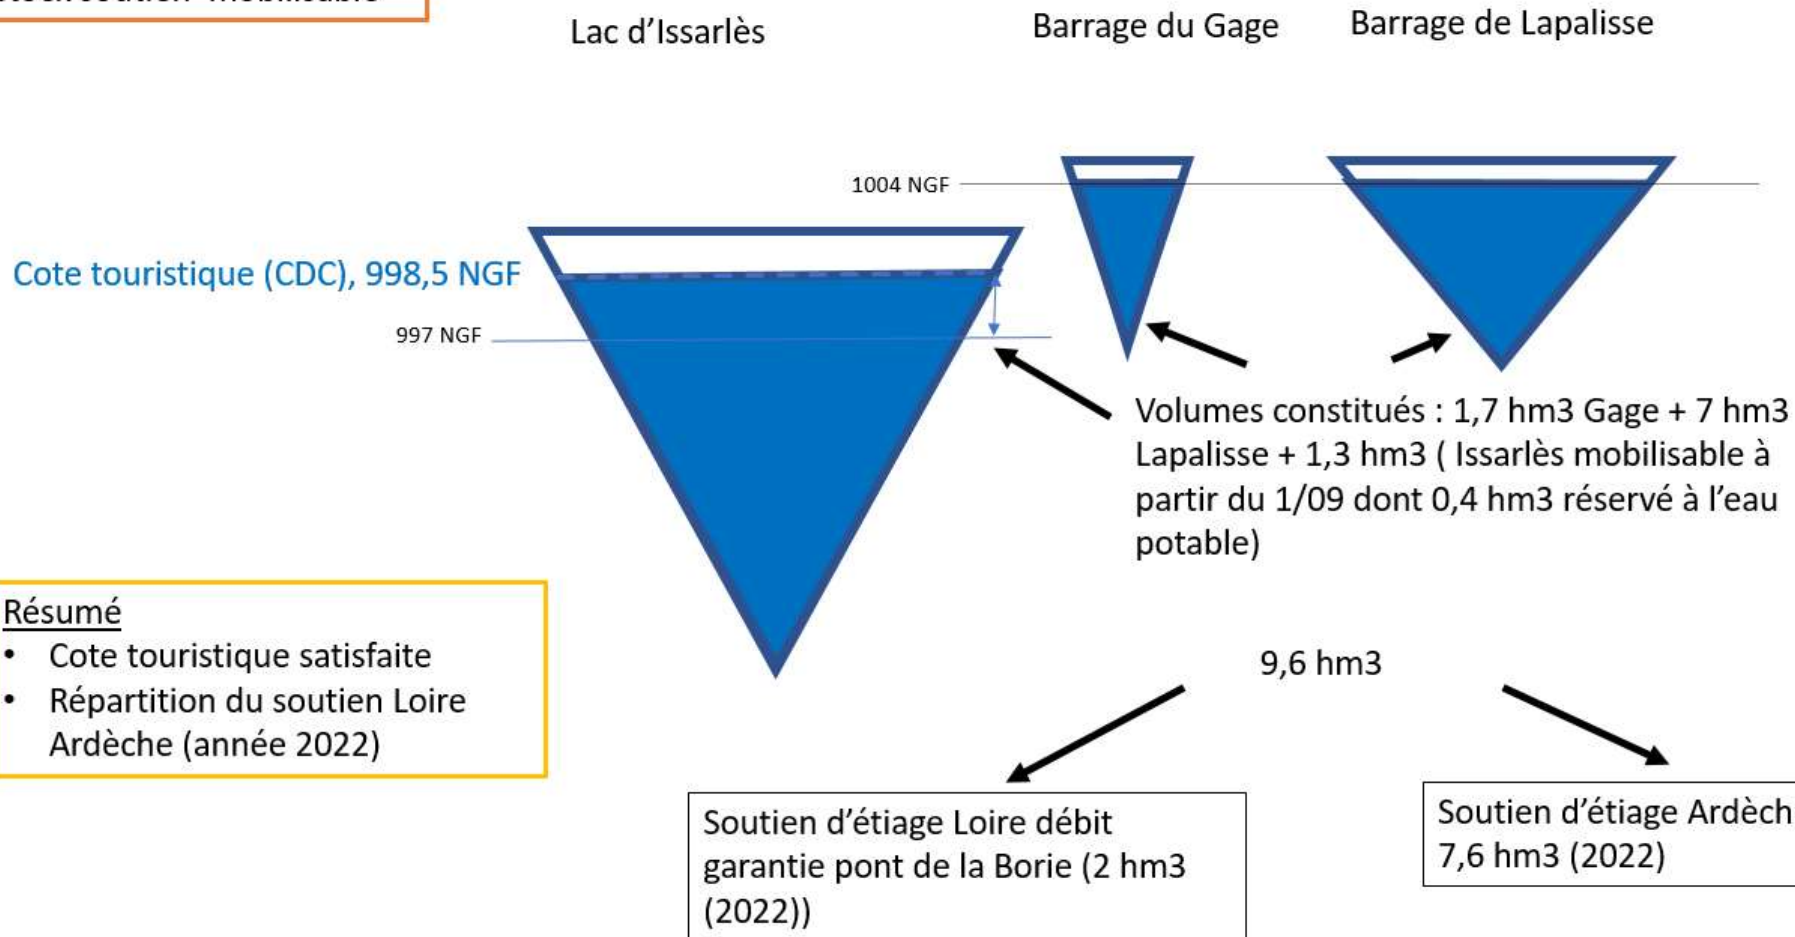 Lac d'Issarlès
Barrage du Gage
Barrage de Lapalisse
1004 NGF
Cote touristique (CDC), 998,5 NGF
997 NGF
Volumes constitués : 1,7 hm3 Gage + 7 hm3
Lapalisse + 1,3 hm3 ( Issarlès mobilisable à
partir du 1/09 dont 0,4 hm3 réservé à l'eau
potable)
Résumé
• Cote touristique satisfaite
• Répartition du soutien Loire
Ardèche (année 2022)
9,6 hm3
Soutien d'étiage Loire débit
garantie pont de la Borie (2 hm3
(2022))
Soutien d'étiage Ardèch
7,6 hm3 (2022)